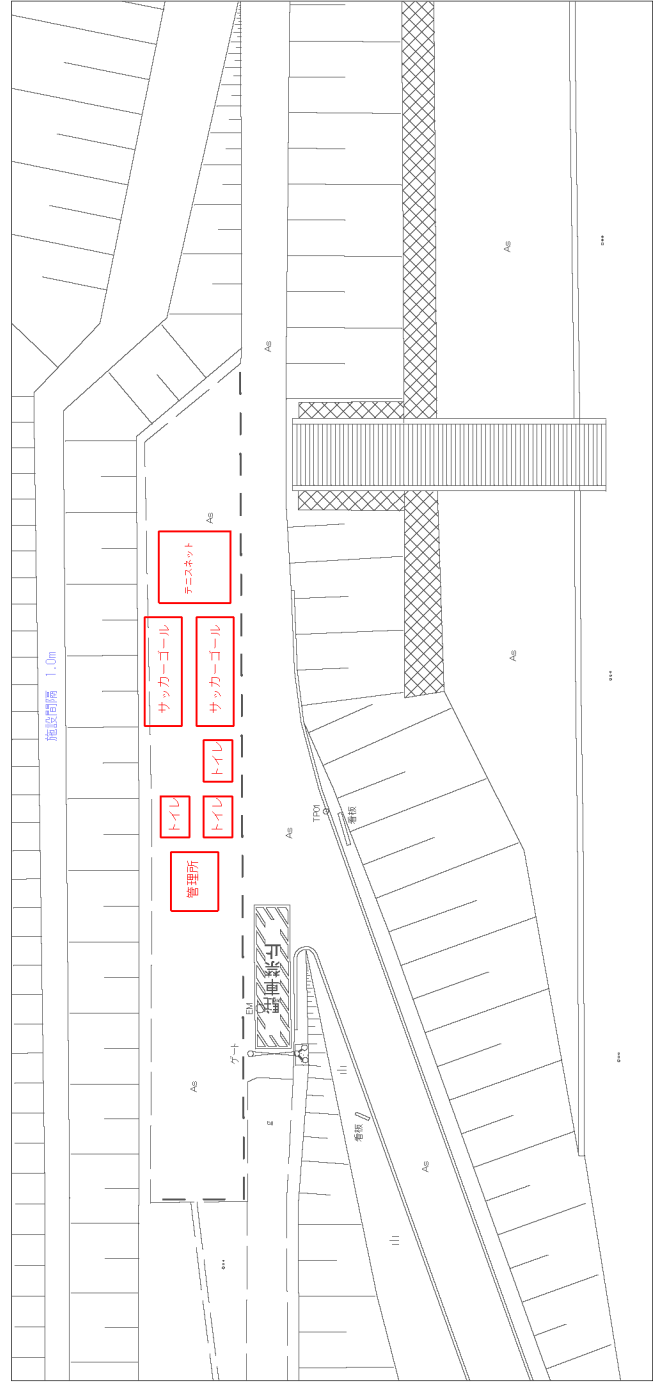 As
As
As
テニスネット
サッカーゴール
サッカーゴール
施設間隔 1.0m
As
トイレ
トイレ
トイレ
TP01
看板
As
管理所
駐車禁止
EM
ゲート
As
g
看板
As